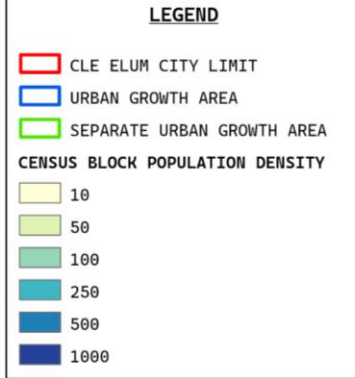 LEGEND
CLE ELUM CITY LIMIT
URBAN GROWTH AREA
SEPARATE URBAN GROWTH AREA
CENSUS BLOCK POPULATION DENSITY
10
50
100
250
500
1000